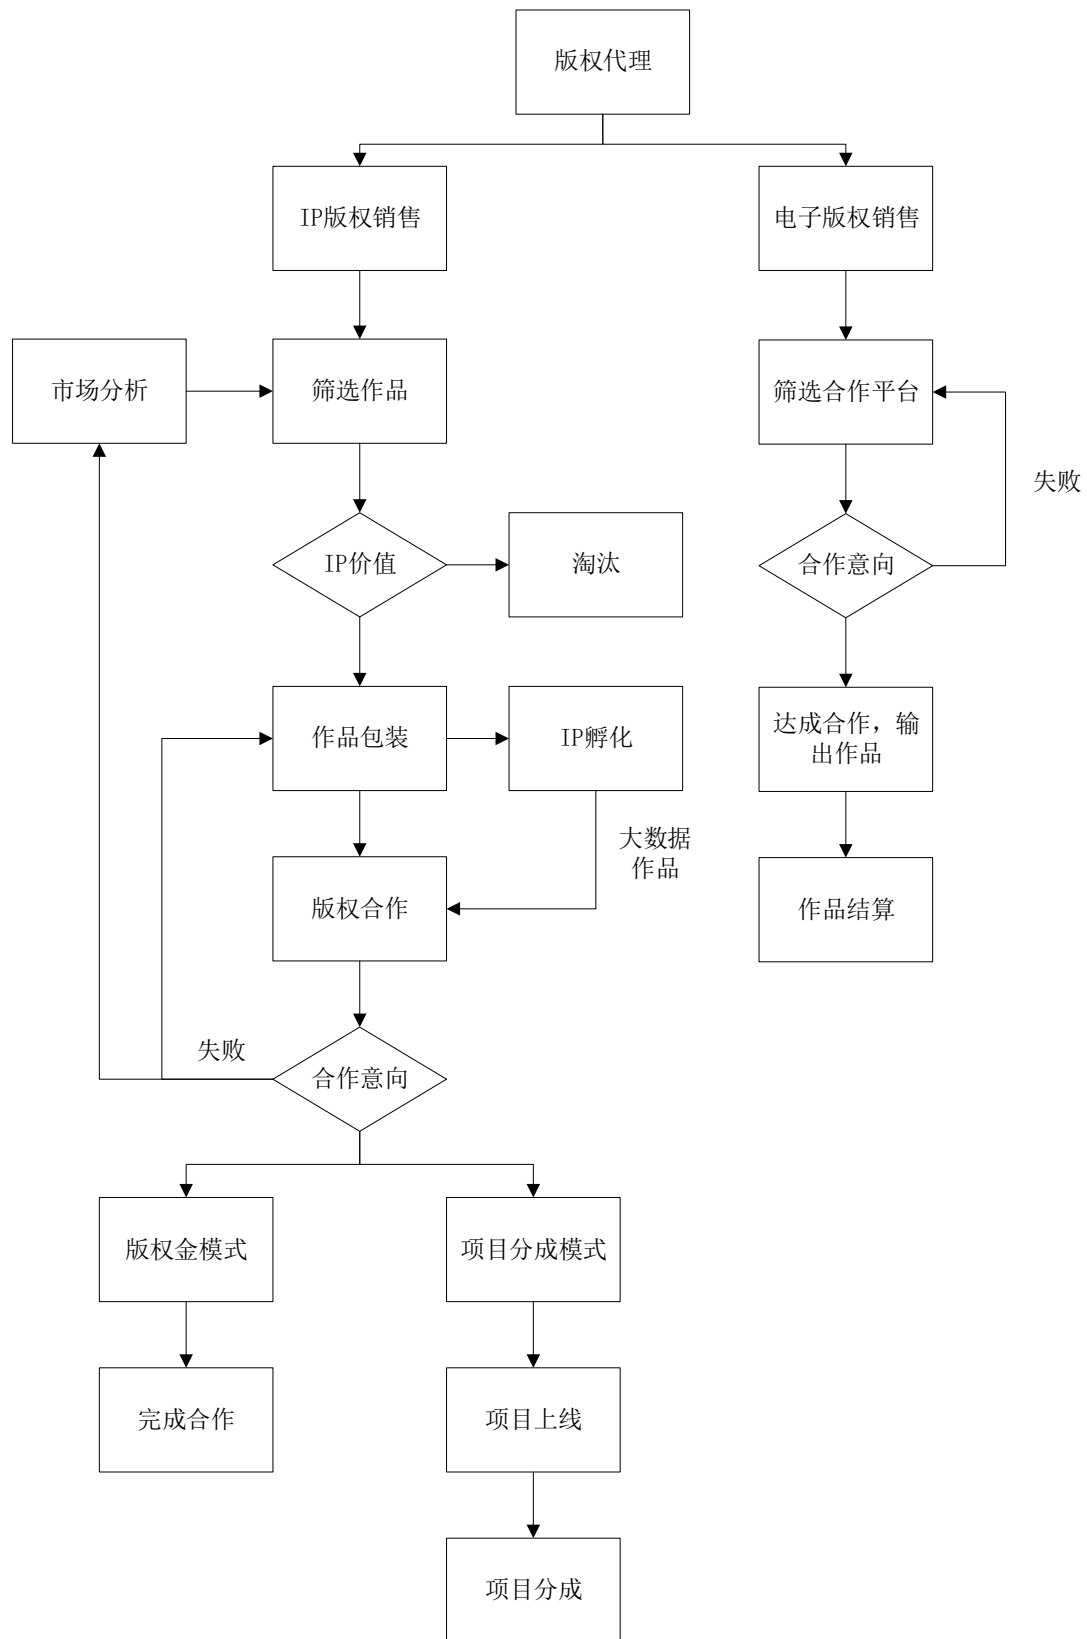 版权代理
IP版权销售
电子版权销售
市场分析
筛选作品
筛选合作平台
失败
IP价值
淘汰
合作意向
作品包装
IP孵化
达成合作，输
出作品
大数据
作品
版权合作
作品结算
失败
合作意向
版权金模式
项目分成模式
完成合作
项目上线
项目分成